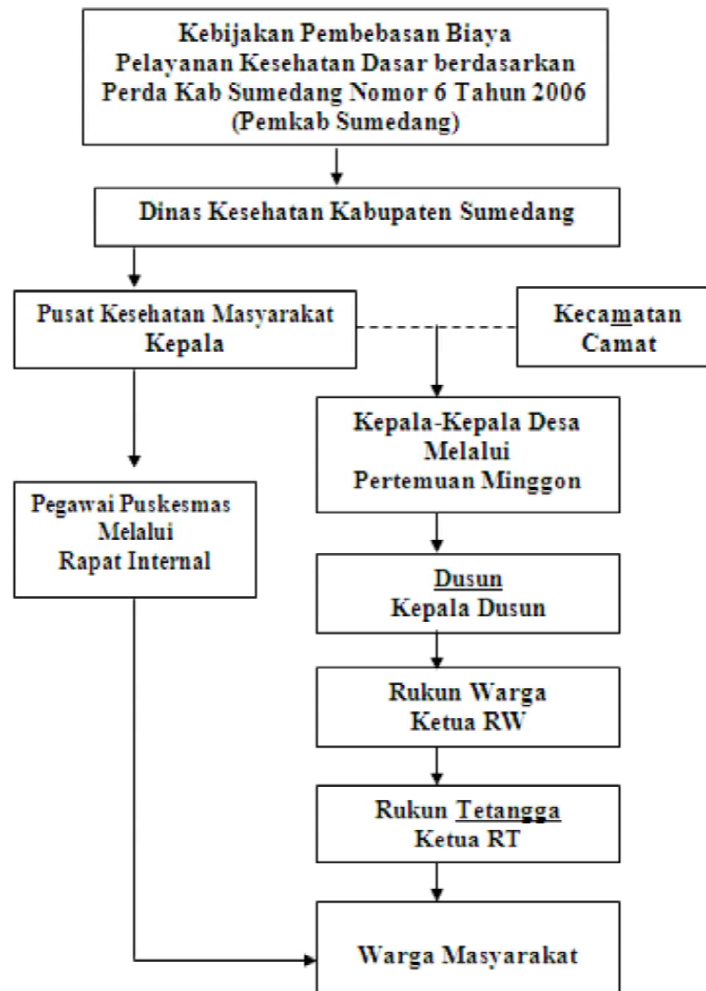 Kebijakan Pembebasan Biaya
Pelayanan Kesehatan Dasar berdasarkan
Perda Kab Sumedang Nomor 6 Tahun 2006
(Pemkab Sumedang)
Dinas Kesehatan Kabupaten Sumedang
Pusat Kesehatan Masyarakat
Kepala
Kecamatan
Camat
Kepala-Kepala Desa
Melalui
Pertemuan Minggon
Pegawai Puskesmas
Melalui
Rapat Internal
Dusun
Kepala Dusun
Rukun Warga
Ketua RW
Rukun Tetangga
Ketua RT
Warga Masyarakat